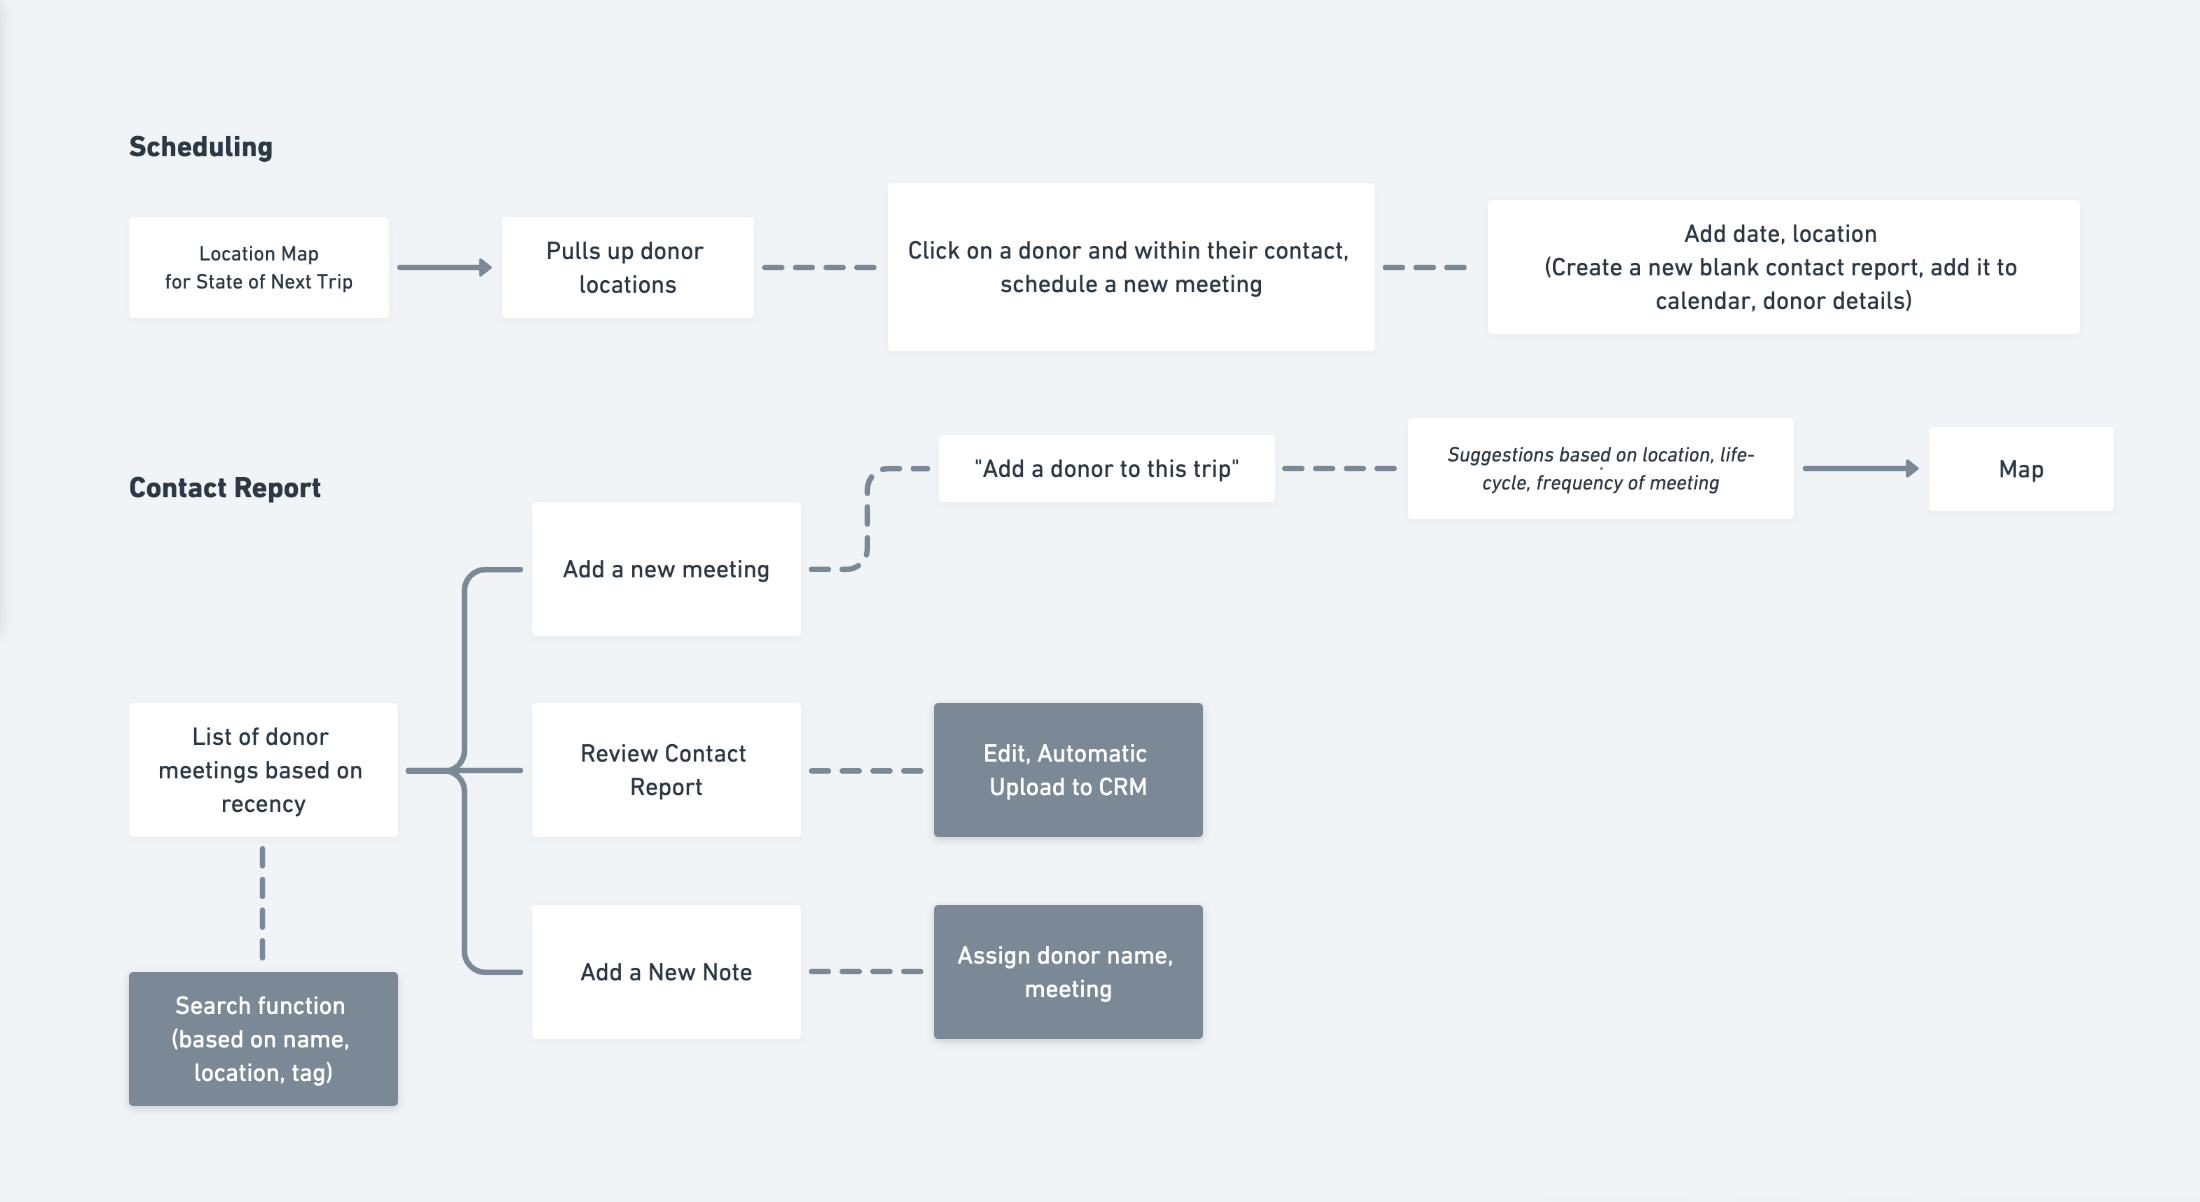 Scheduling
Location Map
for State of Next Trip
Pulls up donor
locations
Click on a donor and within their contact,
schedule a new meeting
Add date, location
(Create a new blank contact report, add it to
calendar, donor details)
Contact Report
"Add a donor to this trip"
Suggestions based on location, life-
cycle, frequency of meeting
Map
Add a new meeting
List of donor
meetings based on
recency
Review Contact
Report
Edit, Automatic
Upload to CRM
Add a New Note
Assign donor name,
meeting
Search function
(based on name,
location, tag)